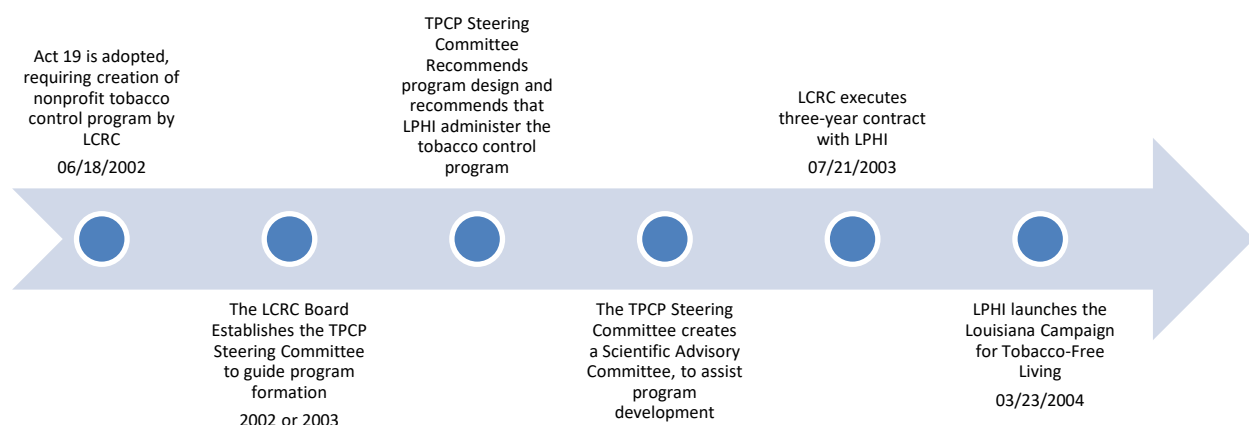 Act 19 is adopted,
requiring creation of
nonprofit tobacco
control program by
LCRC
06/18/2002
The LCRC Board
Establishes the TPCP
Steering Committee
to guide program
formation
2002 or 2003
TPCP Steering
Committee
Recommends
program design and
recommends that
LPHI administer the
tobacco control
program
The TPCP Steering
Committee creates
a Scientific Advisory
Committee, to assist
program
development
LCRC executes
three-year contract
with LPHI
07/21/2003
LPHI launches the
Louisiana Campaign
for Tobacco-Free
Living
03/23/2004